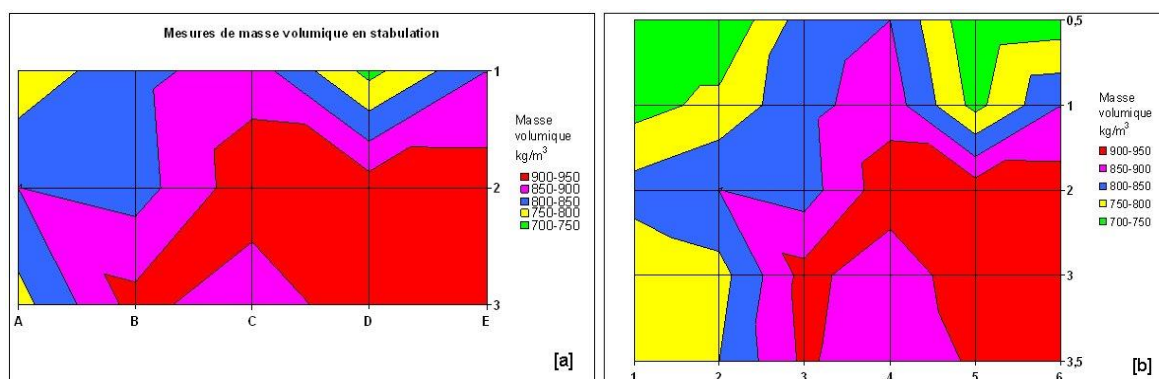 Mesures de masse volumique en stabulation
1
2
3
A B C D E
Masse
volumique
kg/m³
900-950
850-900
800-850
750-800
700-750
[a]
0,5
1
2
3
3,5
1 2 3 4 5 6
Masse
volumique
kg/m³
900-950
850-900
800-850
750-800
700-750
[b]